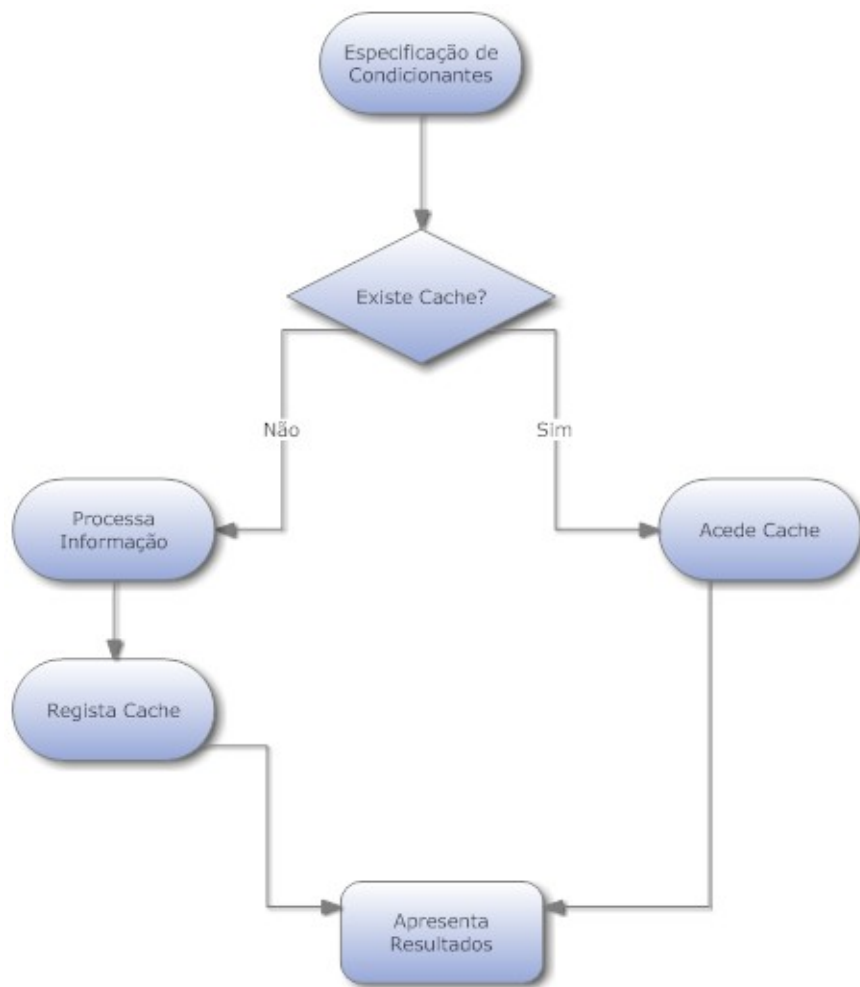 Especificação de
Condicionantes
Existe Cache?
Não
Sim
Processa
Informação
Acede Cache
Regista Cache
Apresenta
Resultados